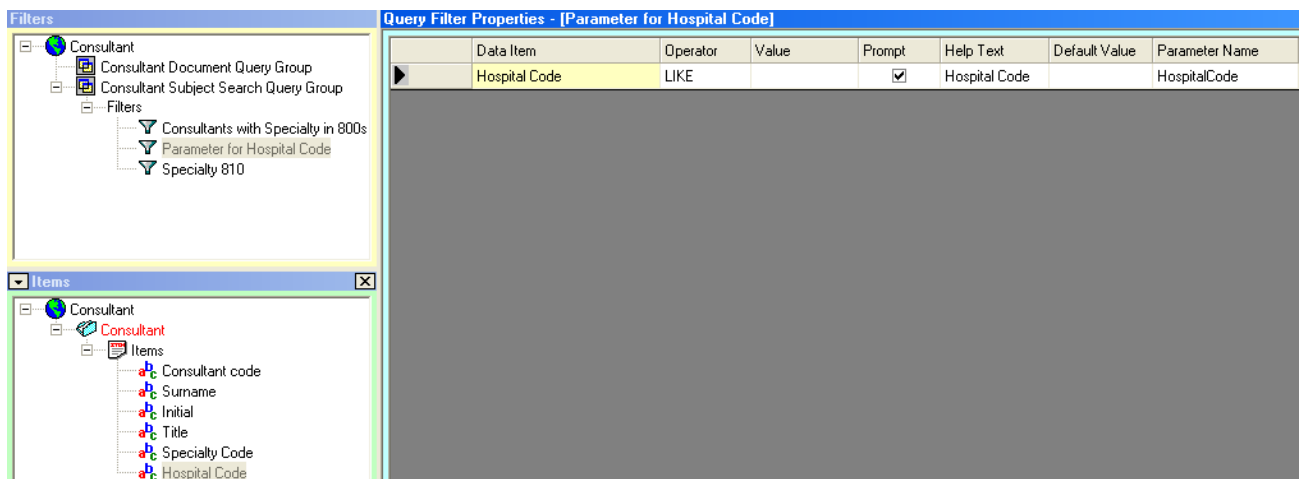 Filters
Consultant
Consultant Document Query Group
Consultant Subject Search Query Group
Filters
Consultants with Specialty in 800s
Parameter for Hospital Code
Specialty 810
Items
Consultant
Consultant
Items
Consultant code
Surname
Initial
Title
Specialty Code
Hospital Code
Query Filter Properties - [Parameter for Hospital Code]
Data Item Operator Value Prompt Help Text Default Value Parameter Name
Hospital Code LIKE Hospital Code HospitalCode